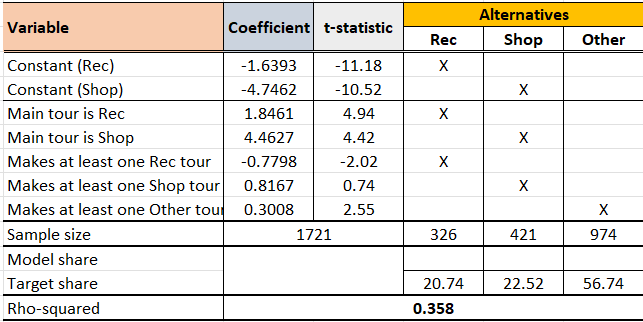 Variable Coefficient t-statistic Alternatives
Rec Shop Other
Constant (Rec) -1.6393 -11.18 X
Constant (Shop) -4.7462 -10.52 X
Main tour is Rec 1.8461 4.94 X
Main tour is Shop 4.4627 4.42 X
Makes at least one Rec tour -0.7798 -2.02 X
Makes at least one Shop tour 0.8167 0.74 X
Makes at least one Other tour 0.3008 2.55 X
Sample size 1721 326 421 974
Model share
Target share 20.74 22.52 56.74
Rho-squared 0.358